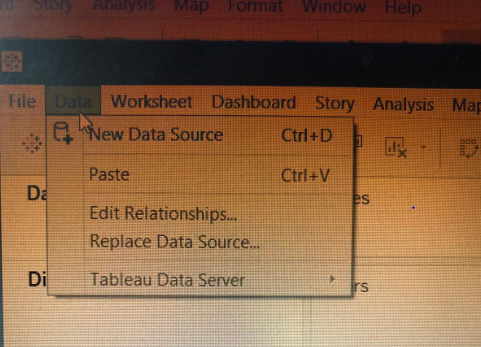 Story Analysis Map Format Window Help
File Data Worksheet Dashboard Story Analysis Map
New Data Source Ctrl+D
Paste Ctrl+V
Da
es
Edit Relationships...
Replace Data Source...
Tableau Data Server
Di
rs